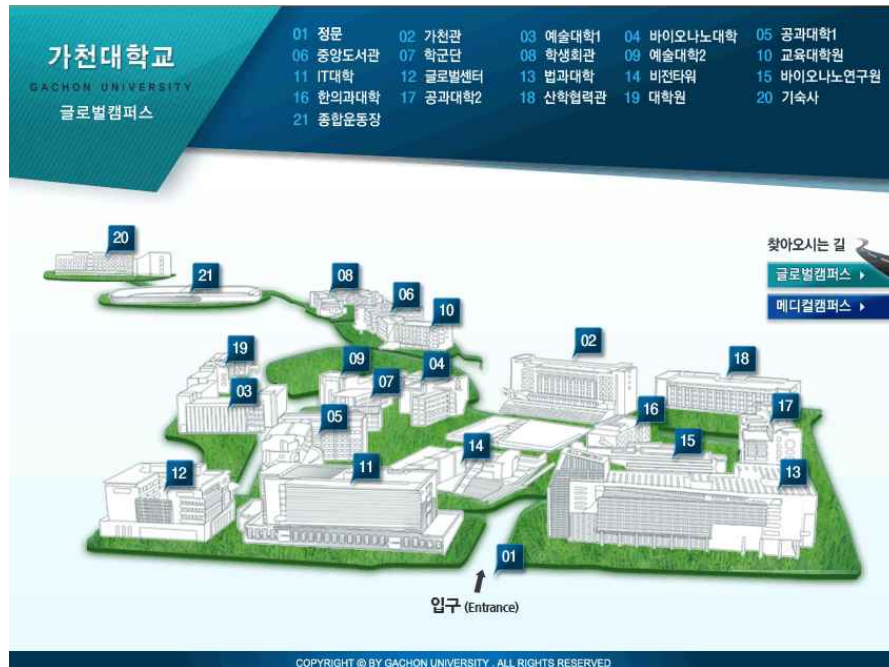 가천대학교
GACHON UNIVERSITY
글로벌캠퍼스
01 정문 02 가천관 03 예술대학1 04 바이오나노대학 05 공과대학1
06 중앙도서관 07 학군단 08 학생회관 09 예술대학2 10 교육대학원
11 IT대학 12 글로벌센터 13 법과대학 14 비전타워 15 바이오나노연구원
16 한의과대학 17 공과대학2 18 산학협력관 19 대학원 20 기숙사
21 종합운동장
찾아오시는 길
글로벌캠퍼스
메디컬캠퍼스
20
21
08
06
10
02
18
19
09
04
07
03
16
17
05
14
15
12
11
13
01
입구 (Entrance)
COPYRIGHT © BY GACHON UNIVERSITY . ALL RIGHTS RESERVED